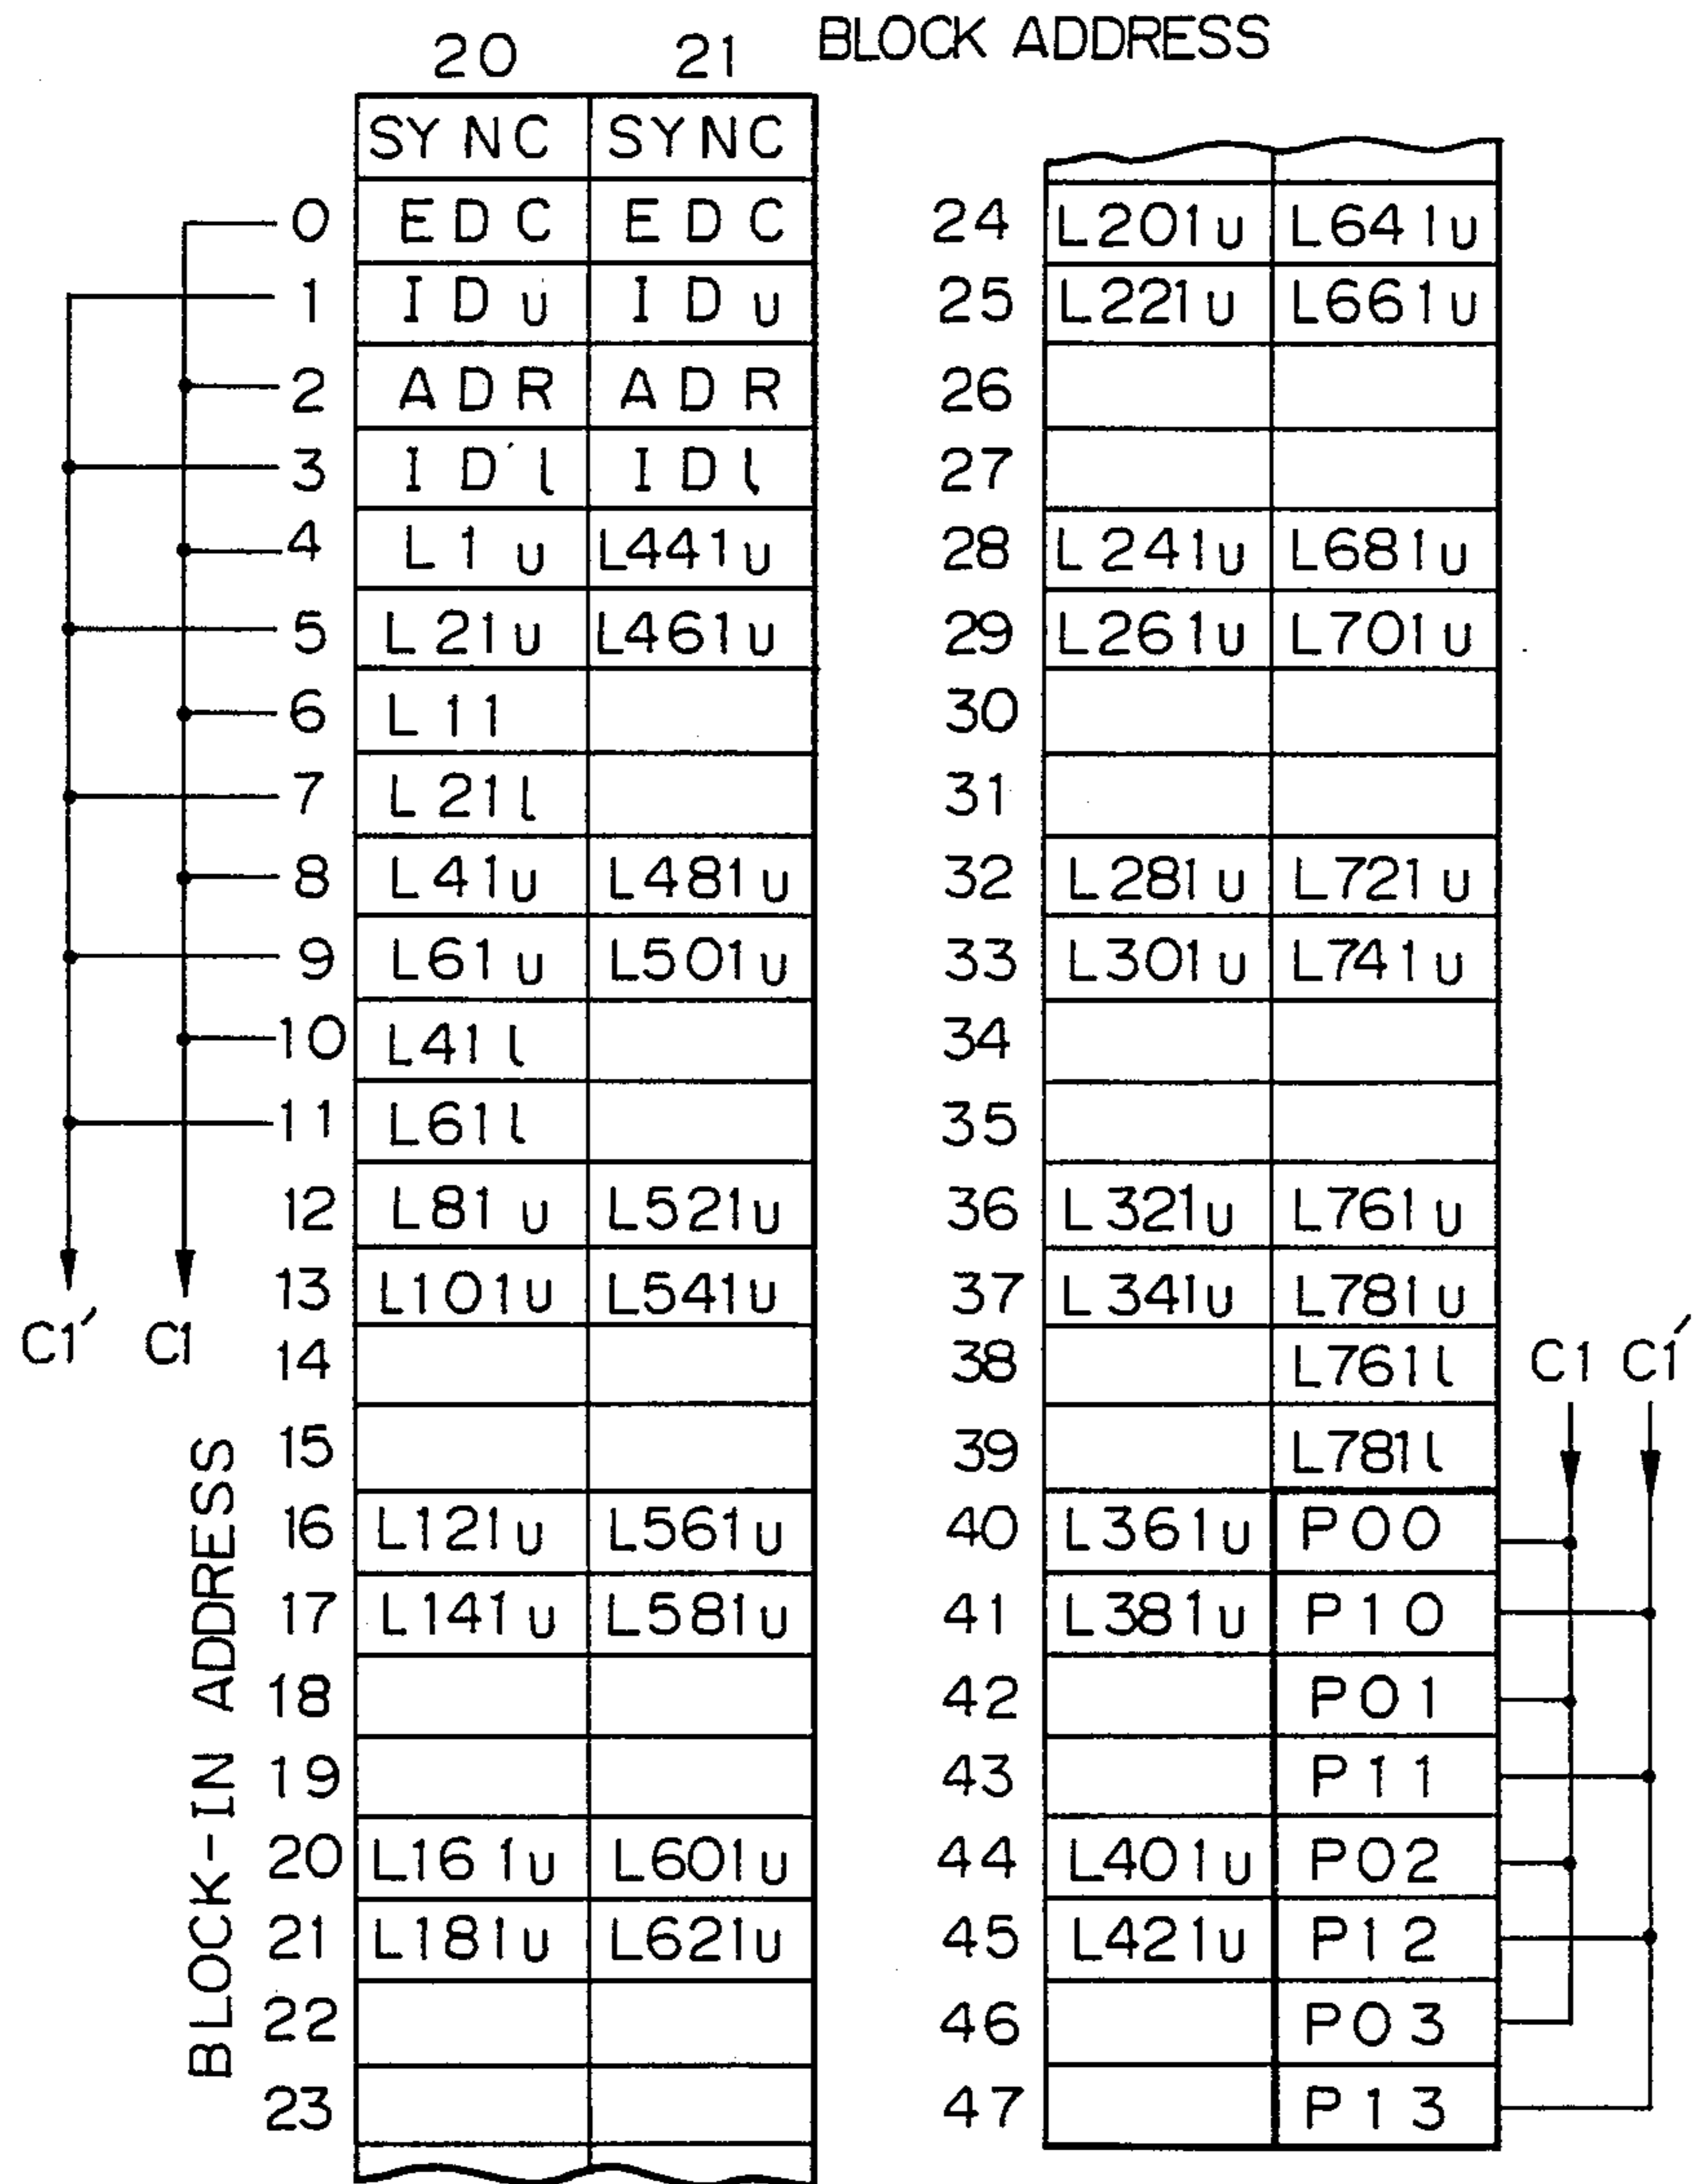 BLOCK ADDRESS
20 21
SYNC SYNC
0 EDC EDC
1 IDu IDu
2 ADR ADR
3 ID'l IDl
4 L1u L441u
5 L21u L461u
6 L11
7 L21l
8 L41u L481u
9 L61u L501u
10 L41l
11 L61l
12 L81u L521u
13 L101u L541u
14
15
16 L121u L561u
17 L141u L581u
18
19
20 L161u L601u
21 L181u L621u
22
23
C1' C1
BLOCK-IN ADDRESS
24 L201u L641u
25 L221u L661u
26
27
28 L241u L681u
29 L261u L701u
30
31
32 L281u L721u
33 L301u L741u
34
35
36 L321u L761u
37 L341u L781u
38 L761l
39 L781l
40 L361u P00
41 L381u P10
42 P01
43 P11
44 L401u P02
45 L421u P12
46 P03
47 P13
C1 C1'